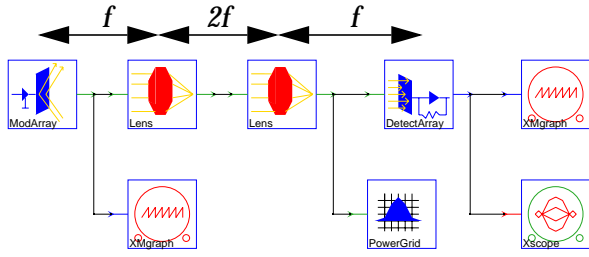 f 2f f
ModArray Lens Lens DetectArray XMgraph
XMgraph PowerGrid Xscope